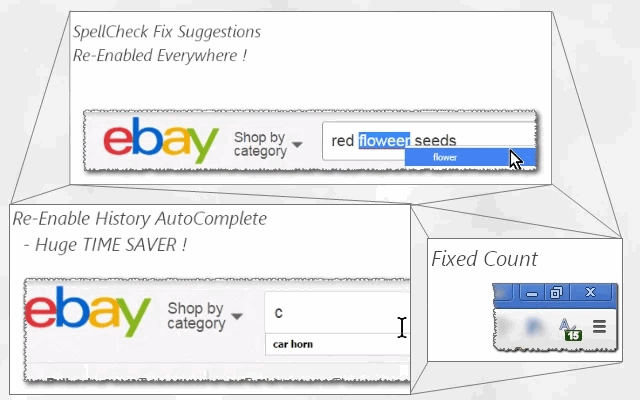 SpellCheck Fix Suggestions
Re-Enabled Everywhere !
ebay
Shop by
category
red floweer seeds
flower
Re-Enable History AutoComplete
- Huge TIME SAVER !
ebay
Shop by
category
c
car horn
Fixed Count
A
15